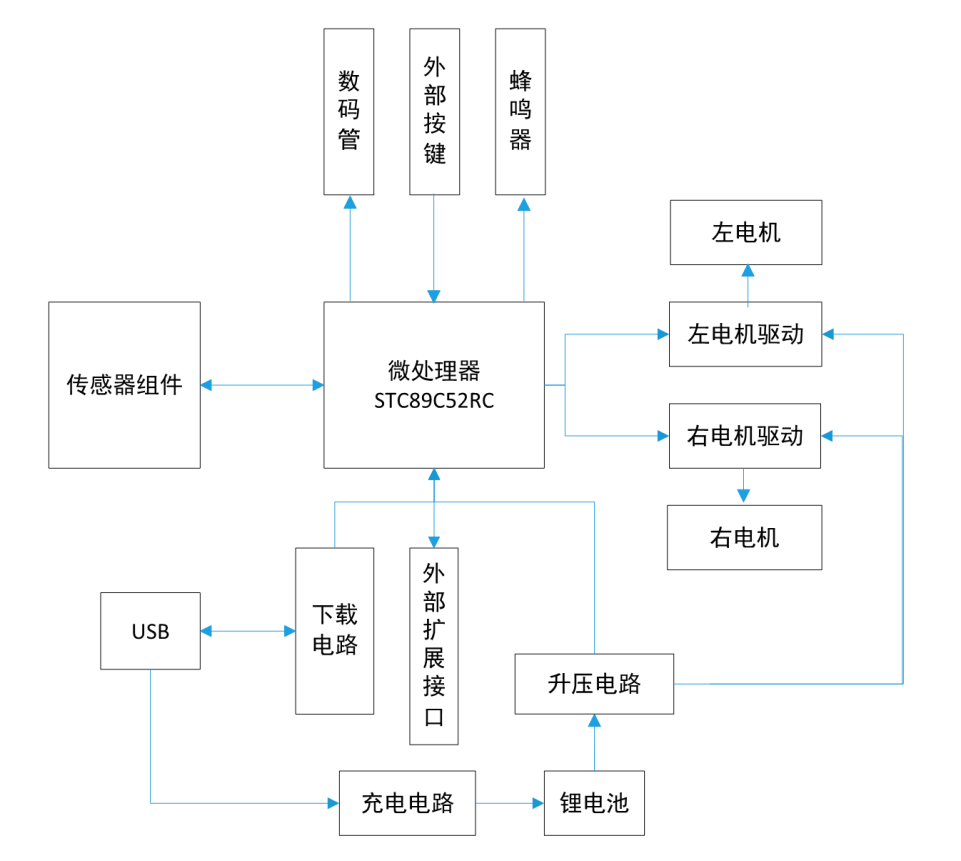 数码管
外部按键
蜂鸣器
左电机
左电机驱动
传感器组件
微处理器
STC89C52RC
右电机驱动
右电机
USB
下载
电路
外部扩展接口
升压电路
充电电路
锂电池